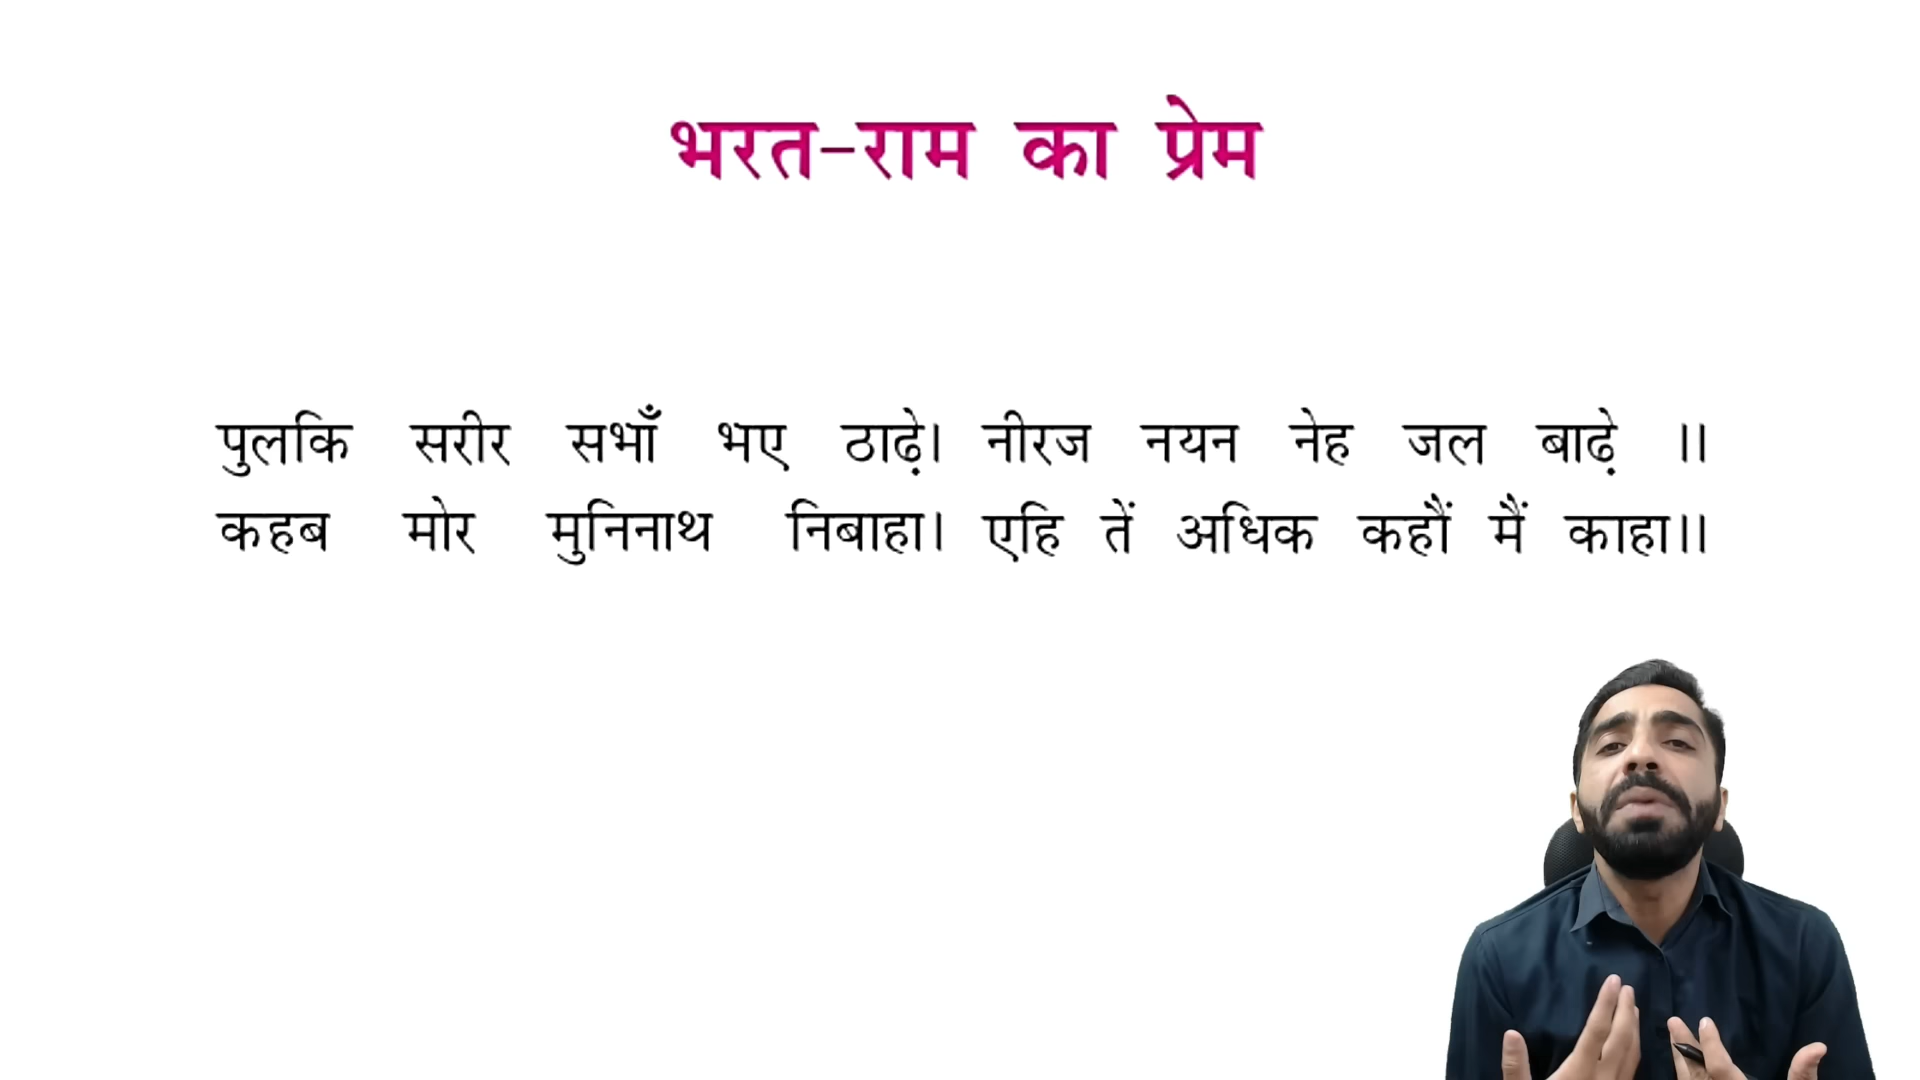 भरत-राम का प्रेम
पुलकि सरीर सभाँ भए ठाढ़े। नीरज नयन नेह जल बाढ़े ।।
कहब मोर मुनिनाथ निबाहा। एहि तें अधिक कहौं मैं काहा।।